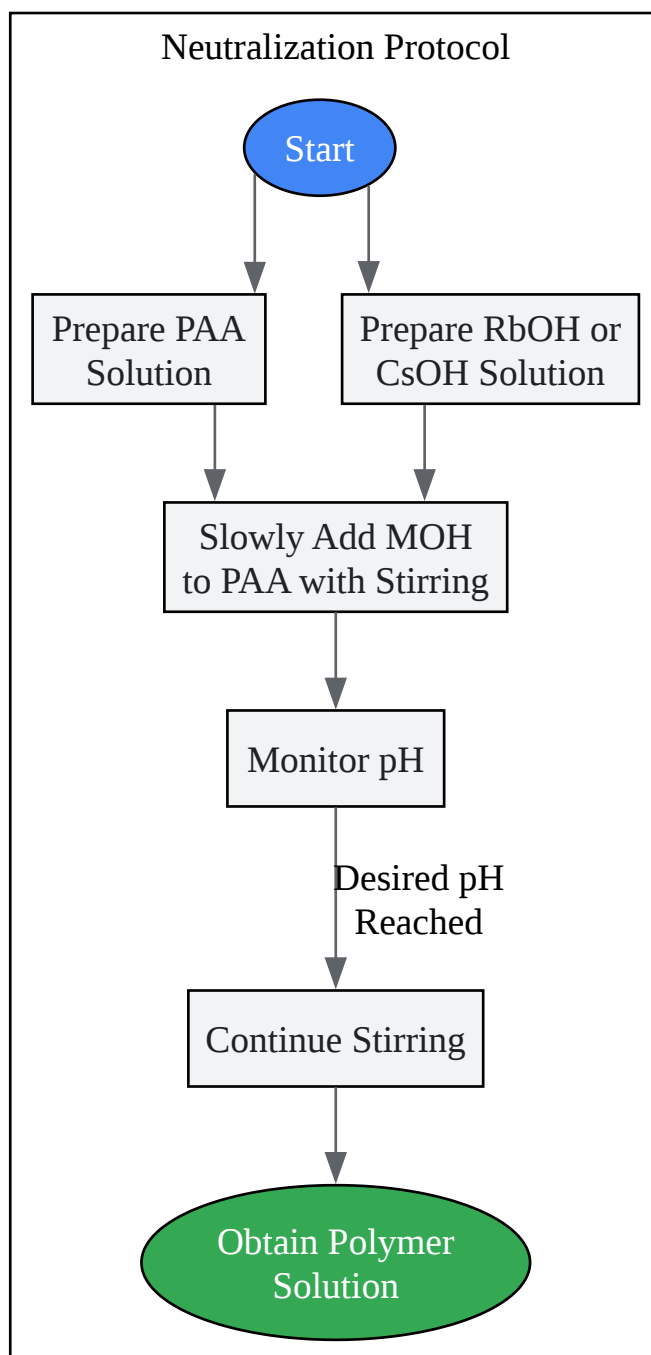 Neutralization Protocol
Start
Prepare PAA
Solution
Prepare RbOH or
CsOH Solution
Slowly Add MOH
to PAA with Stirring
Monitor pH
Desired pH
Reached
Continue Stirring
Obtain Polymer
Solution